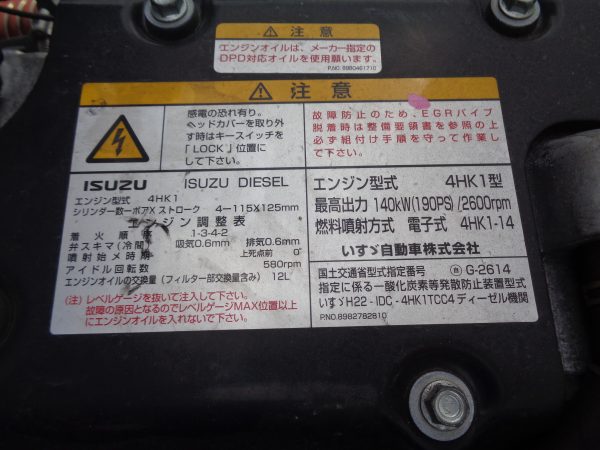 注意
エンジンオイルは、メーカー指定の
DPD対応オイルを使用願います。
P.NO. 8980461710
注意
感電の恐れ有り。
ヘッドカバーを取り外
す時はキースイッチを
「LOCK」位置に
して下さい。
故障防止のため、EGRパイプ
脱着時は整備要領書を参照の上
必ず組付け手順を守って作業し
て下さい。
ISUZU ISUZU DIESEL
エンジン型式 4HK1
シリンダー数ーボアXストローク 4-115X125mm
エンジン調整表
着火順序 1-3-4-2
弁スキマ(冷間) 吸気0.6mm 排気0.6mm
噴射始メ時期 上死点前 0°
アイドル回転数 580rpm
エンジンオイルの交換量(フィルター部交換量含み) 12L
(注)レベルゲージを抜いて注入して下さい。
故障の原因となるのでレベルゲージMAX位置以上
にエンジンオイルを入れないで下さい。
エンジン型式 4HK1型
最高出力 140kW(190PS)/2600rpm
燃料噴射方式 電子式 4HK1-14
いすゞ自動車株式会社
国土交通省型式指定番号 G-2614
指定に係る一酸化炭素等発散防止装置型式
いすゞH22-IDC-4HK1TCC4ディーゼル機関
P.NO. 8982782810